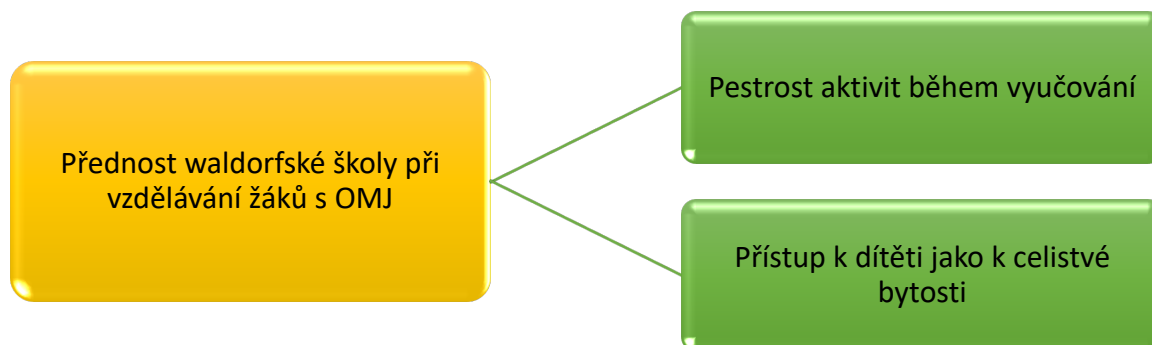 Přednost waldorfské školy při
vzdělávání žáků s OMJ
Pestrost aktivit během vyučování
Přístup k dítěti jako k celistvé
bytosti